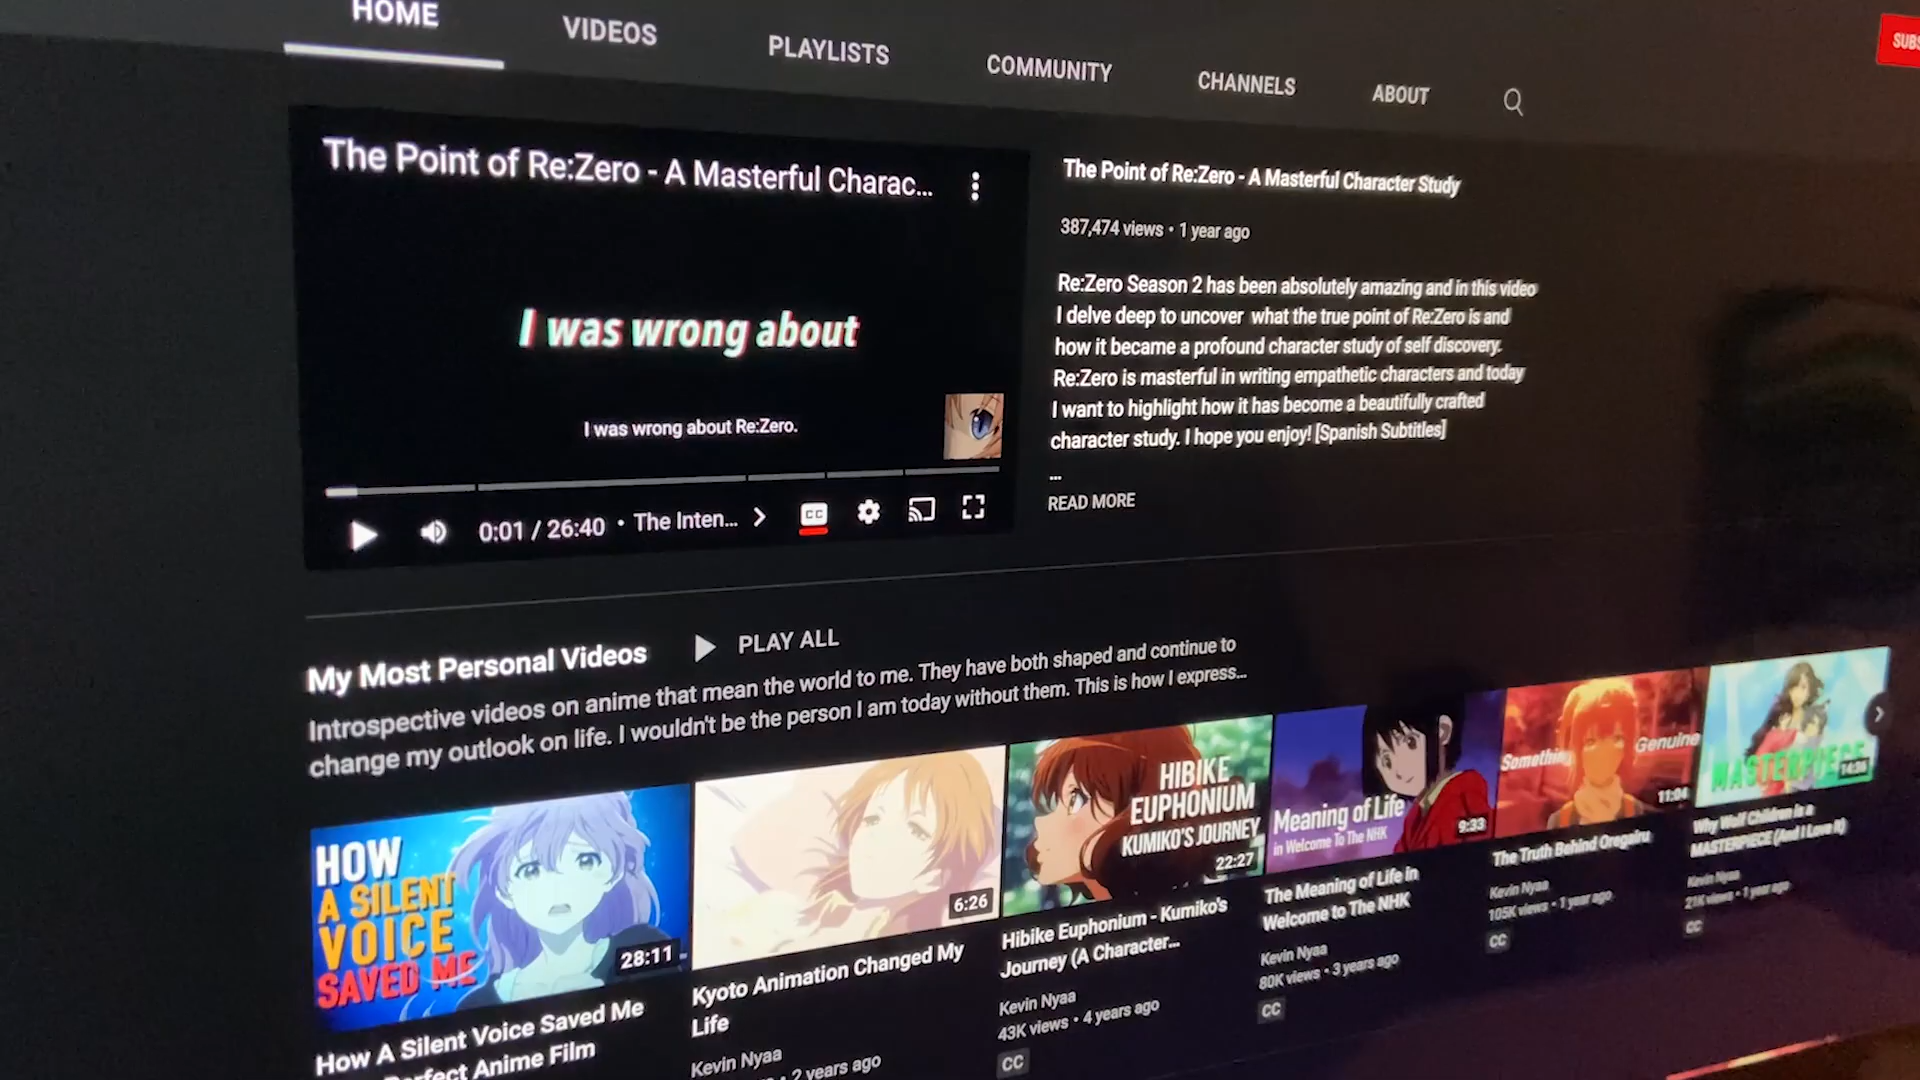 HOME
VIDEOS
PLAYLISTS
COMMUNITY
CHANNELS
ABOUT
SUBS
The Point of Re:Zero - A Masterful Charac...
I was wrong about
I was wrong about Re:Zero.
0:01 / 26:40 • The Inten...
CC
The Point of Re:Zero - A Masterful Character Study
387,474 views • 1 year ago
Re:Zero Season 2 has been absolutely amazing and in this video
I delve deep to uncover what the true point of Re:Zero is and
how it became a profound character study of self discovery.
Re:Zero is masterful in writing empathetic characters and today
I want to highlight how it has become a beautifully crafted
character study. I hope you enjoy! [Spanish Subtitles]
...
READ MORE
My Most Personal Videos
PLAY ALL
Introspective videos on anime that mean the world to me. They have both shaped and continue to
change my outlook on life. I wouldn't be the person I am today without them. This is how I express...
HOW
A SILENT
VOICE
SAVED ME
28:11
How A Silent Voice Saved Me
rfect Anime Film
6:26
Kyoto Animation Changed My
Life
Kevin Nyaa
• 2 years ago
HIBIKE
EUPHONIUM
KUMIKO'S JOURNEY
22:27
Hibike Euphonium - Kumiko's
Journey (A Character...
Kevin Nyaa
43K views • 4 years ago
CC
Meaning of Life
in Welcome To The NHK
9:33
The Meaning of Life in
Welcome to The NHK
Kevin Nyaa
80K views • 3 years ago
CC
Something
Genuine
11:04
The Truth Behind Oregairu
Kevin Nyaa
105K views • 1 year ago
CC
MASTERPIECE
14:36
Why Wolf Children is a
MASTERPIECE (And I Love It)
Kevin Nyaa
21K views • 1 year ago
CC